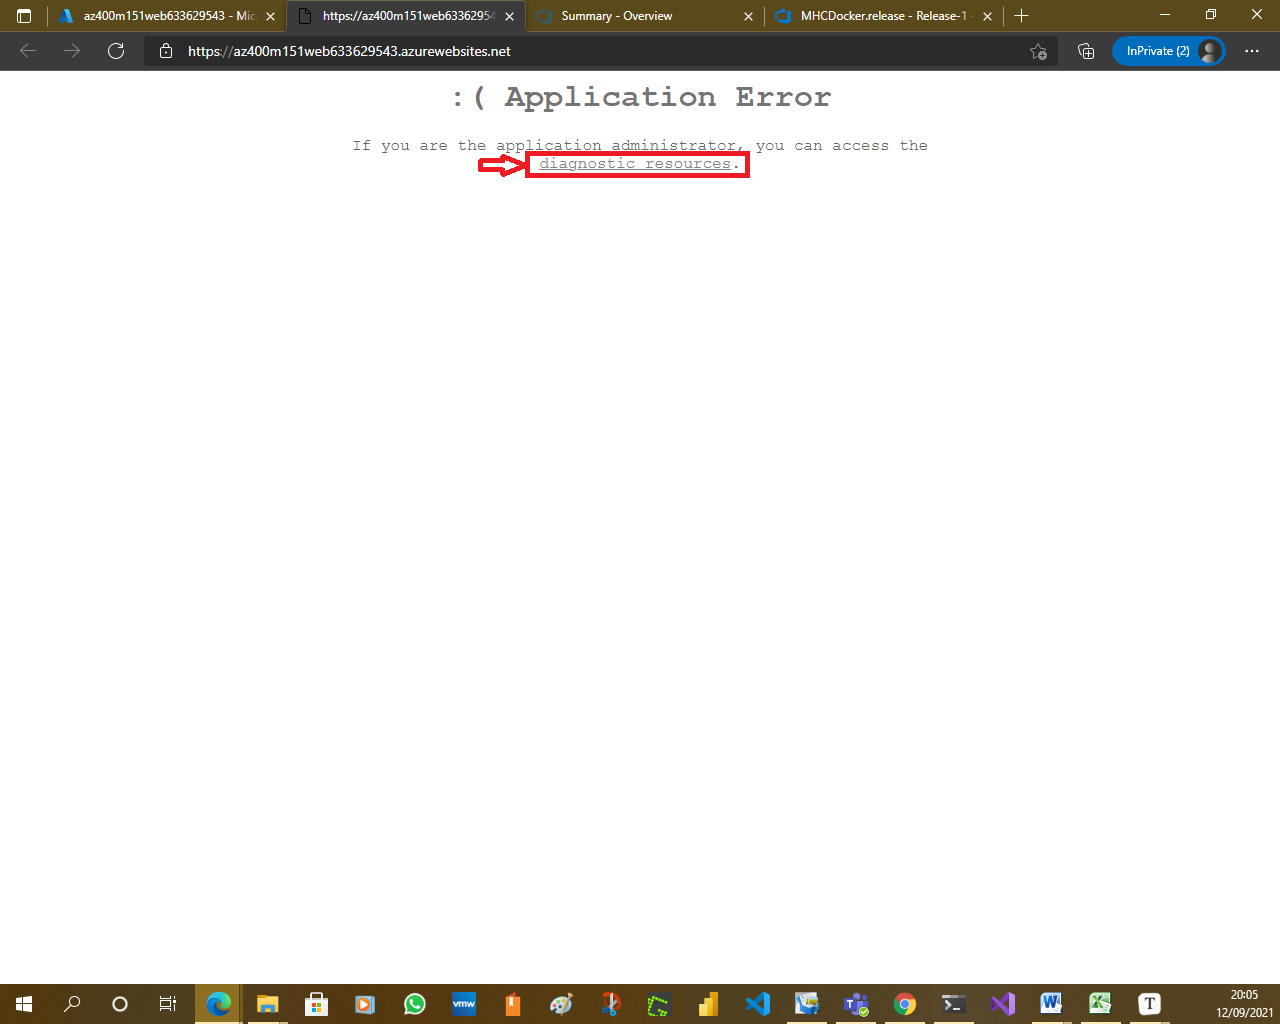 az400m151web633629543 - Mic
https://az400m151web63362954
Summary - Overview
MHCDocker.release - Release-1 -
https://az400m151web633629543.azurewebsites.net
InPrivate (2)
:( Application Error
If you are the application administrator, you can access the
diagnostic resources.
vmw
T
20:05
12/09/2021